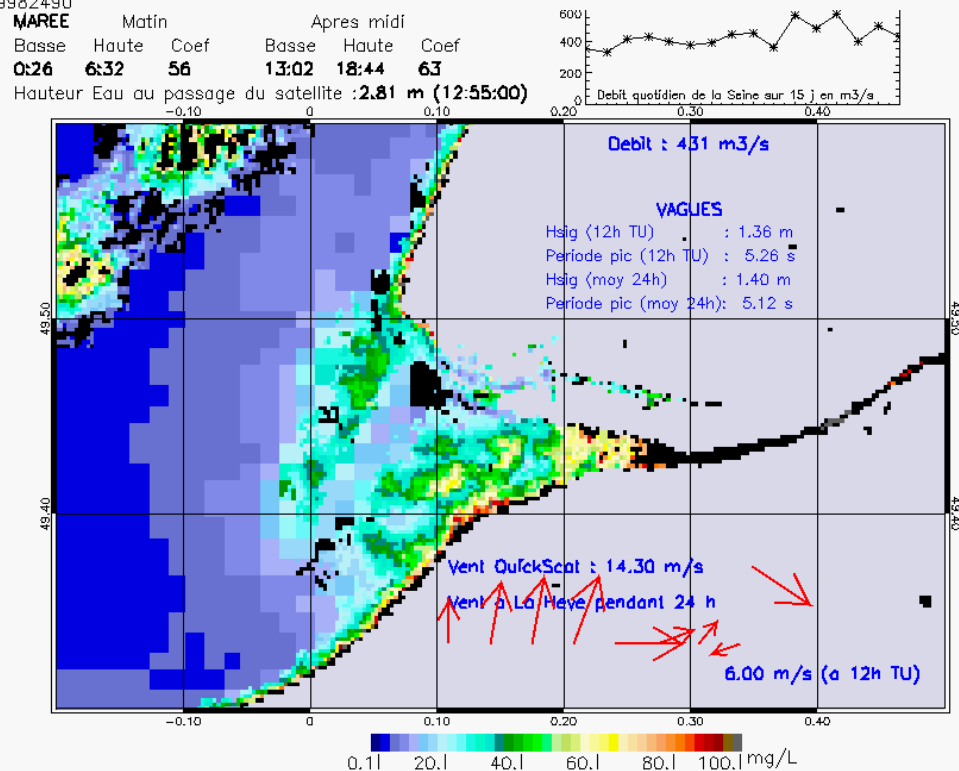 9982490
MAREE Matin Apres midi
Basse Haute Coef Basse Haute Coef
0:26 6:32 56 13:02 18:44 63
Hauteur Eau au passage du satellite :2.81 m (12:55:00)
600
400
200
0
Debit quotidien de la Seine sur 15 j en m3/s
-0.10 0 0.10 0.20 0.30 0.40
Debit : 431 m3/s
VAGUES
Hsig (12h TU) : 1.36 m
Periode pic (12h TU) : 5.26 s
Hsig (moy 24h) : 1.40 m
Periode pic (moy 24h): 5.12 s
49.50 49.50
49.40 49.40
Vent QuickScat : 14.30 m/s
Vent a La Heve pendant 24 h
6.00 m/s (a 12h TU)
-0.10 0 0.10 0.20 0.30 0.40
0.1 20. 40. 60. 80. 100. mg/L